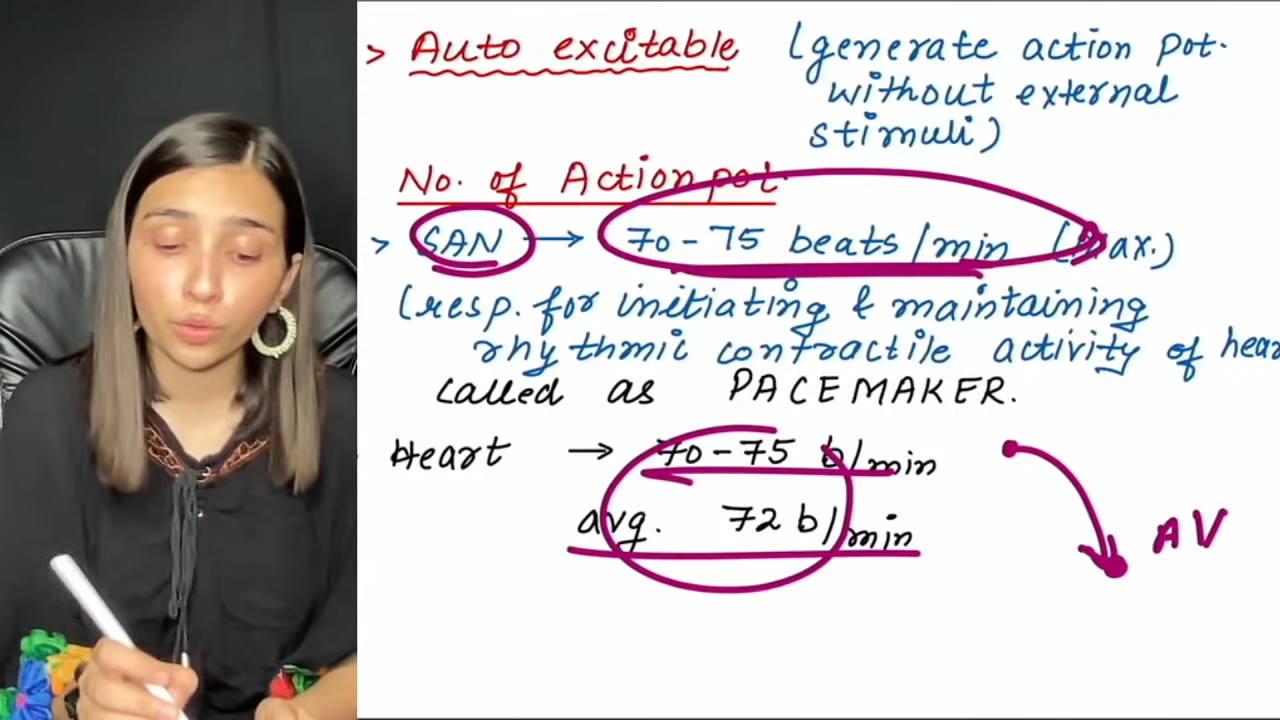 > Auto excitable (generate action pot.
without external
stimuli)
No. of Action pot.
> SAN → 70 - 75 beats/min (Max.)
(resp. for initiating & maintaining
rhythmic contractile activity of hear
called as PACEMAKER.
Heart → 70 - 75 b/min
avg. 72 b/min
AV